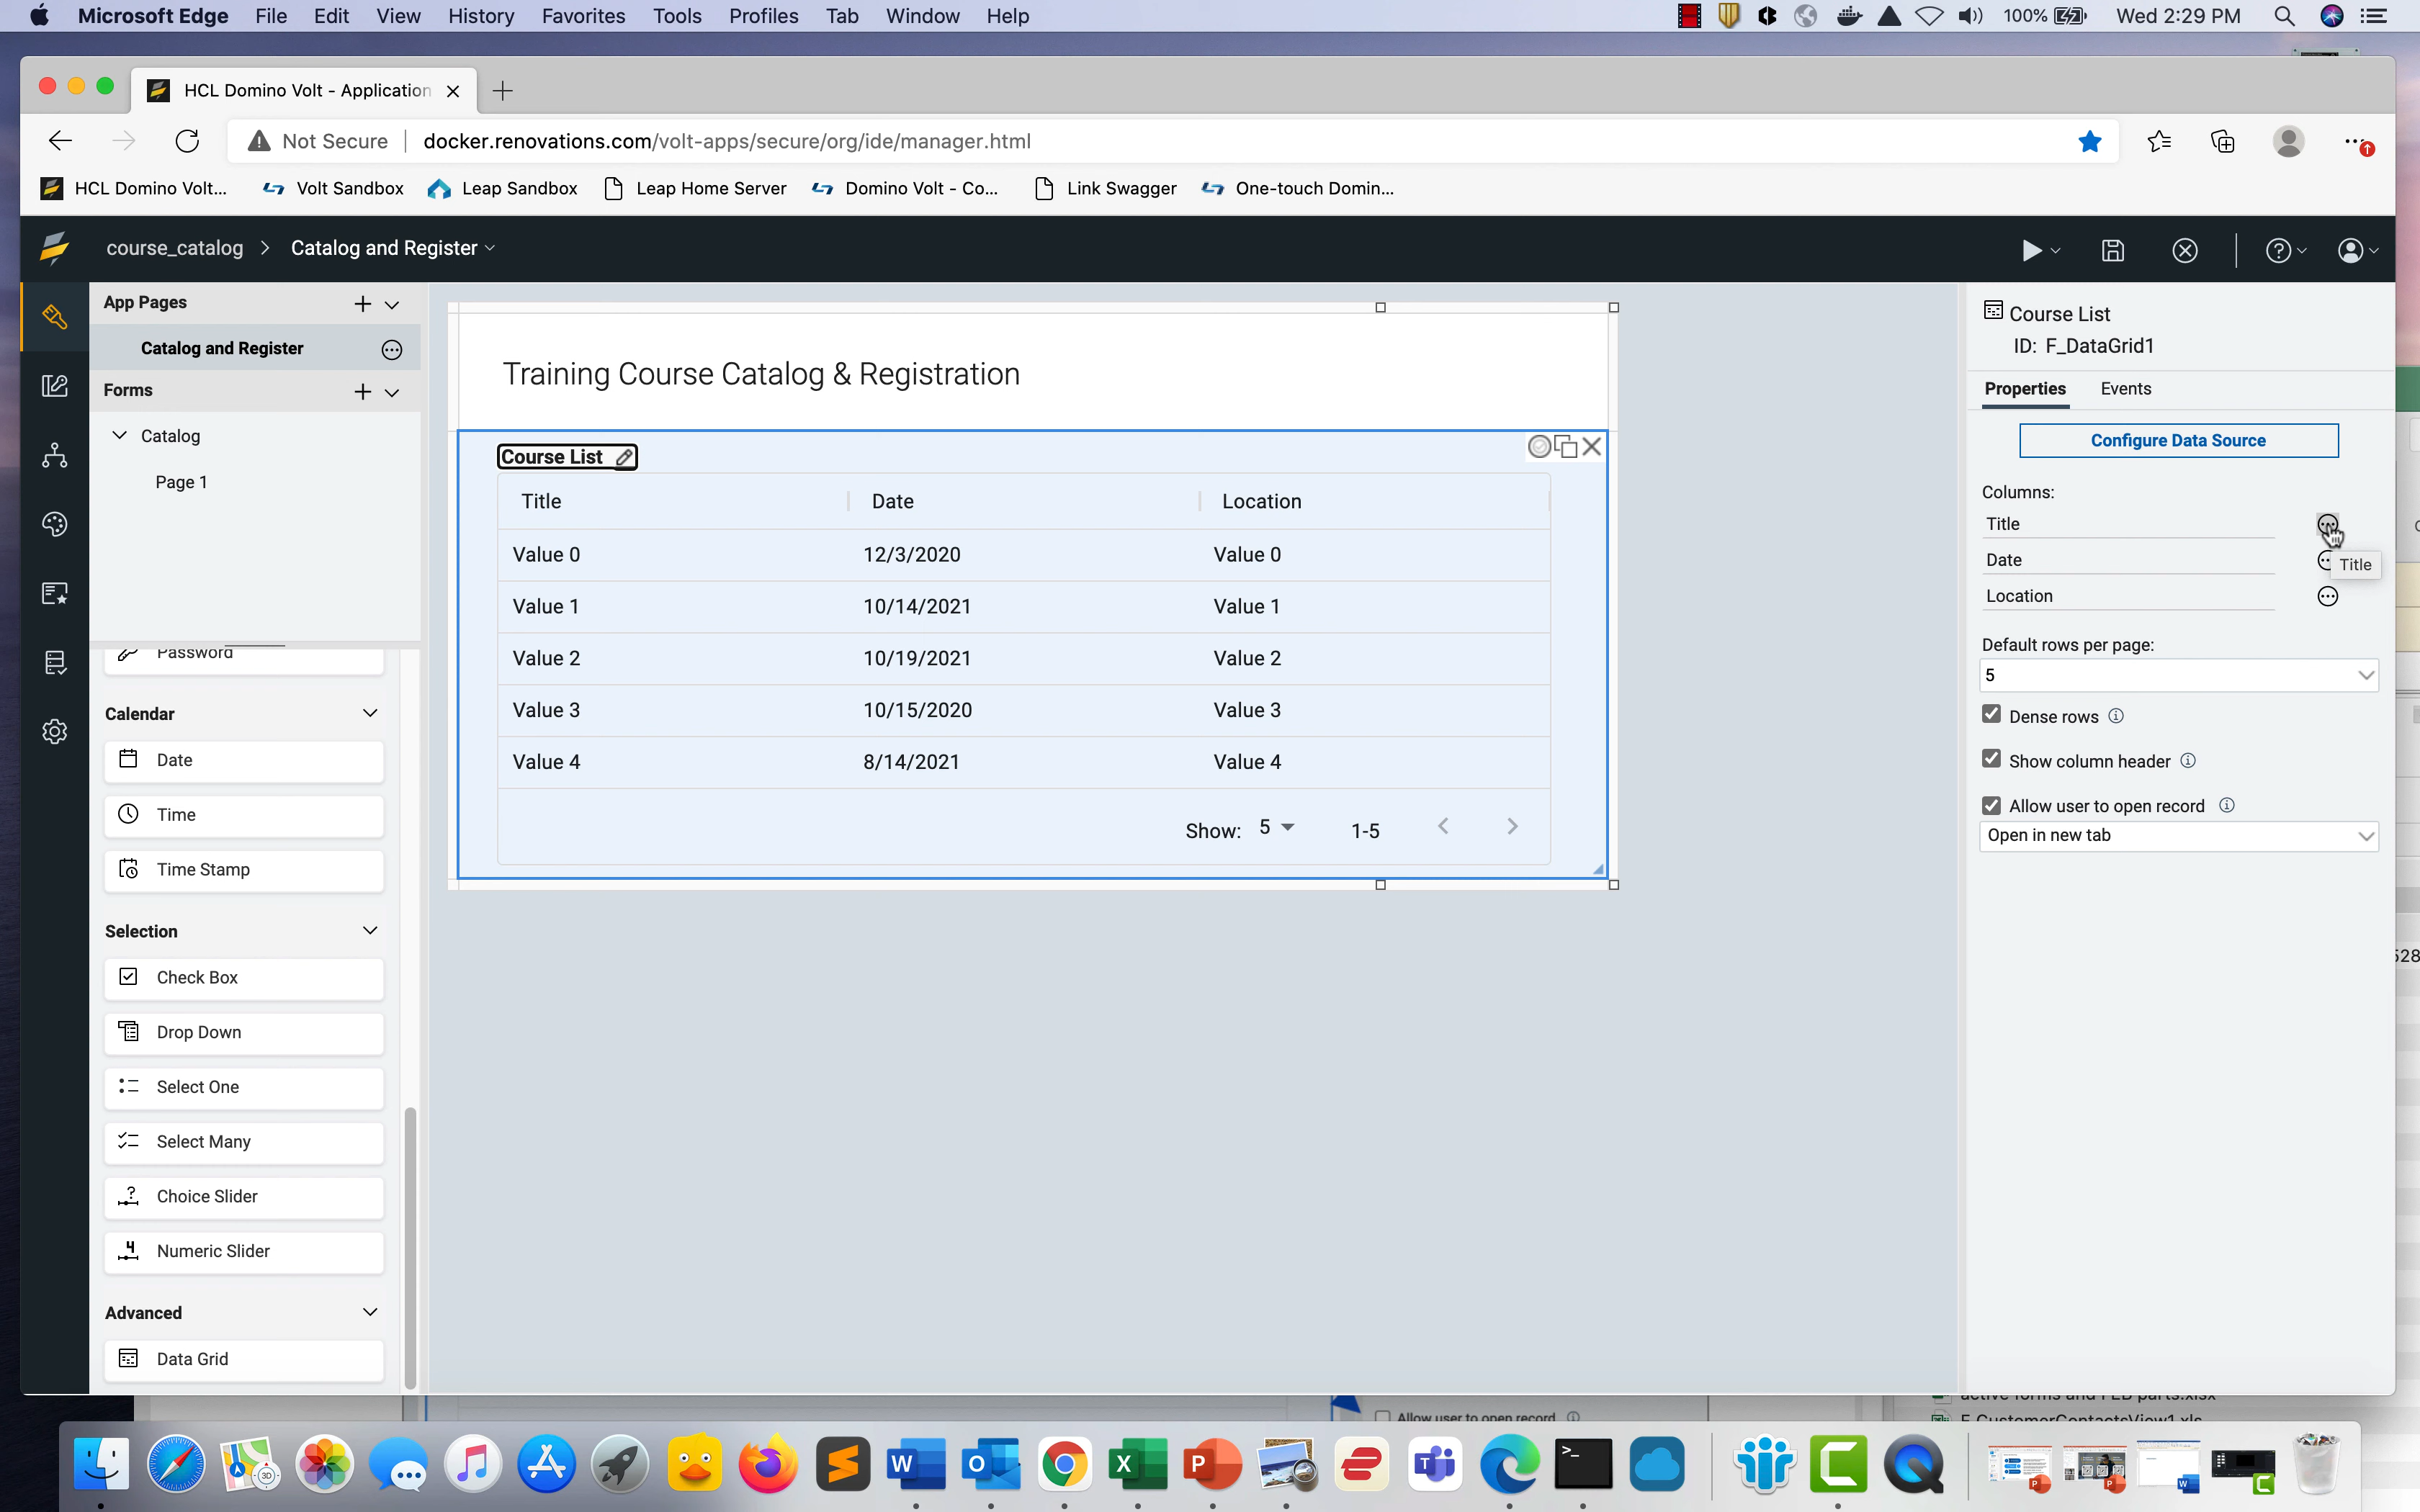 Microsoft Edge File Edit View History Favorites Tools Profiles Tab Window Help 100% Wed 2:29 PM
HCL Domino Volt - Application
Not Secure docker.renovations.com/volt-apps/secure/org/ide/manager.html
HCL Domino Volt... Volt Sandbox Leap Sandbox Leap Home Server Domino Volt - Co... Link Swagger One-touch Domin...
course_catalog > Catalog and Register
App Pages
Catalog and Register
Forms
Catalog
Page 1
Password
Calendar
Date
Time
Time Stamp
Selection
Check Box
Drop Down
Select One
Select Many
Choice Slider
Numeric Slider
Advanced
Data Grid
Training Course Catalog & Registration
Course List
Title Date Location
Value 0 12/3/2020 Value 0
Value 1 10/14/2021 Value 1
Value 2 10/19/2021 Value 2
Value 3 10/15/2020 Value 3
Value 4 8/14/2021 Value 4
Show: 5 1-5
Course List
ID: F_DataGrid1
Properties Events
Configure Data Source
Columns:
Title
Date
Title
Location
Default rows per page:
5
Dense rows
Show column header
Allow user to open record
Open in new tab
528
Allow user to open record
F_CustomerContactsView1.xls
3D